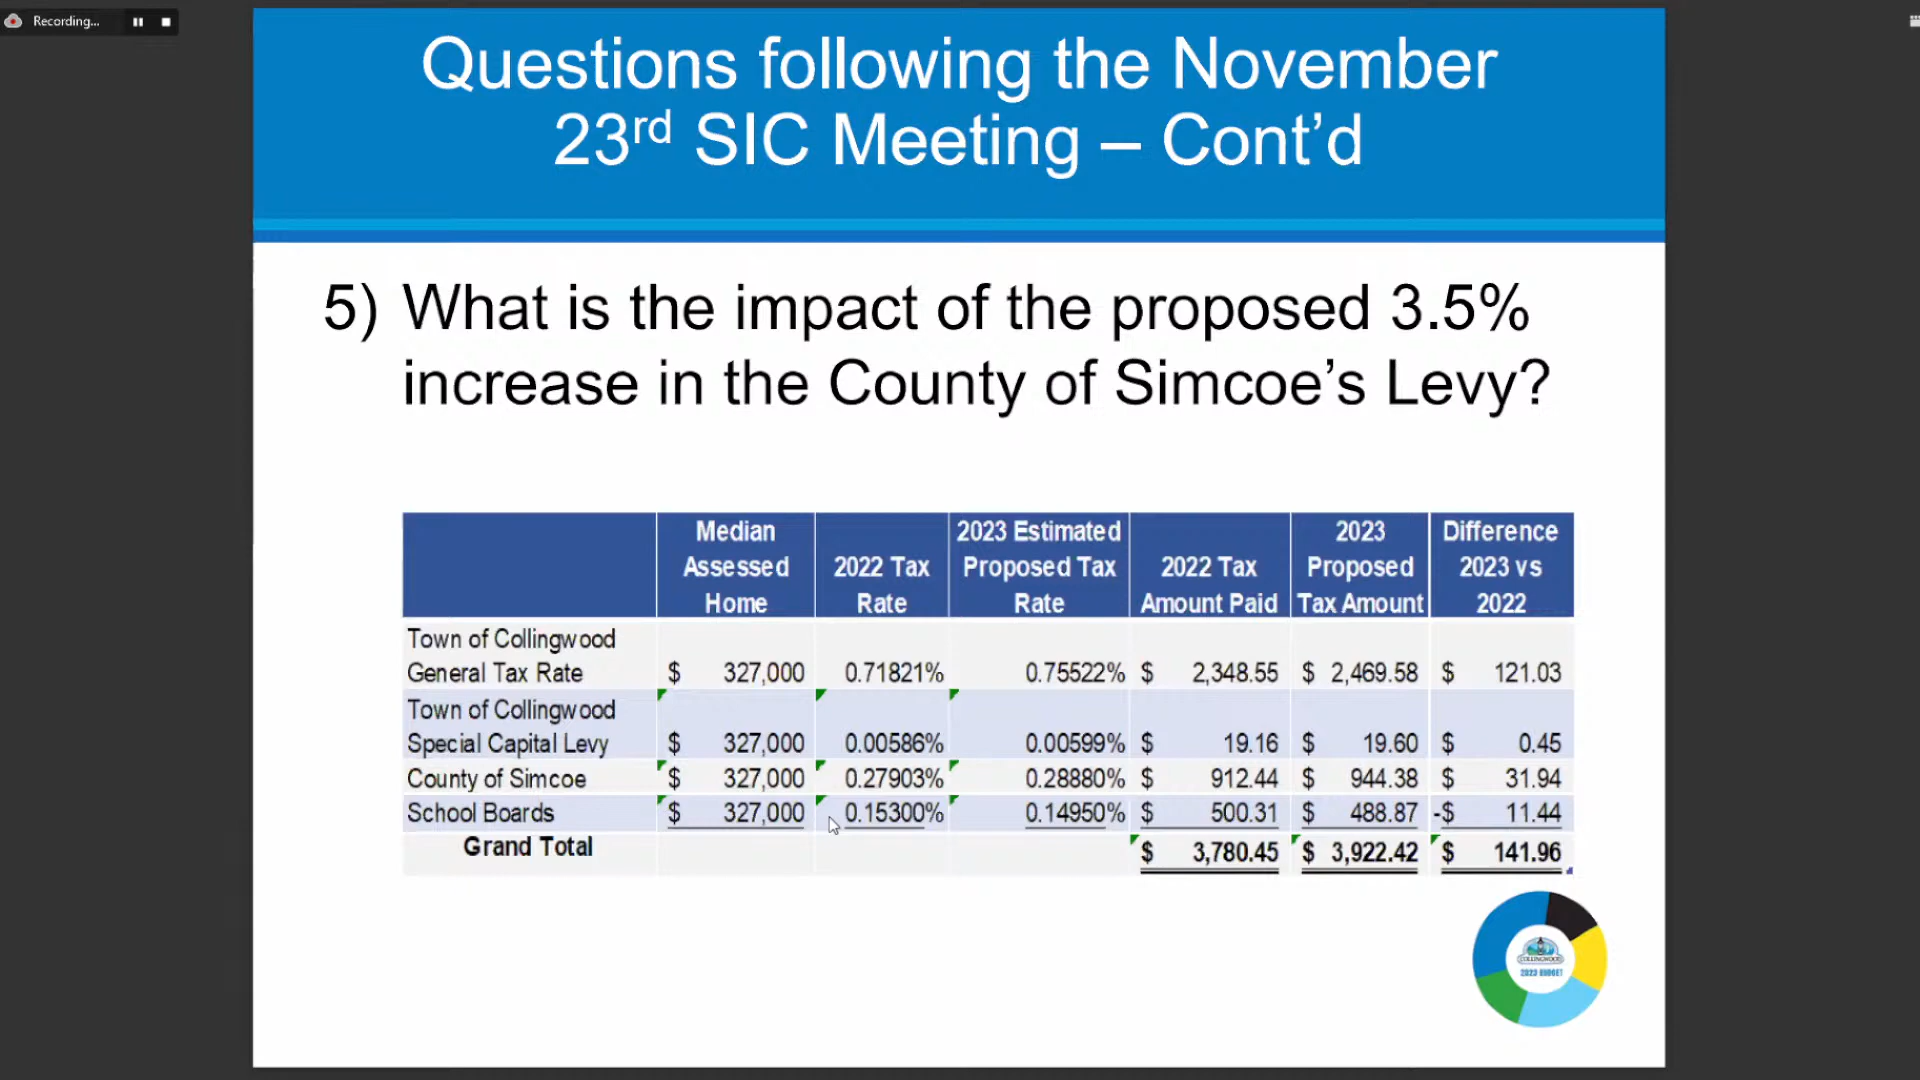 Recording...
Questions following the November
23rd SIC Meeting – Cont’d
5) What is the impact of the proposed 3.5%
increase in the County of Simcoe’s Levy?
Median Assessed Home 2022 Tax Rate 2023 Estimated Proposed Tax Rate 2022 Tax Amount Paid 2023 Proposed Tax Amount Difference 2023 vs 2022
Town of Collingwood
General Tax Rate $ 327,000 0.71821% 0.75522% $ 2,348.55 $ 2,469.58 $ 121.03
Town of Collingwood
Special Capital Levy $ 327,000 0.00586% 0.00599% $ 19.16 $ 19.60 $ 0.45
County of Simcoe $ 327,000 0.27903% 0.28880% $ 912.44 $ 944.38 $ 31.94
School Boards $ 327,000 0.15300% 0.14950% $ 500.31 $ 488.87 -$ 11.44
Grand Total $ 3,780.45 $ 3,922.42 $ 141.96
COLLINGWOOD
2023 BUDGET